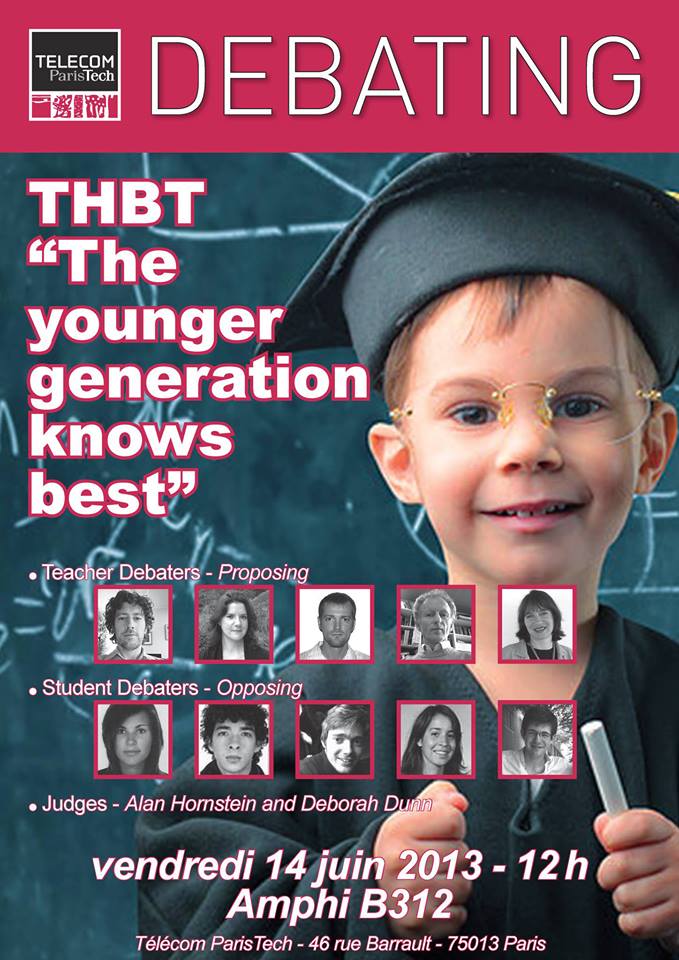 TELECOM
ParisTech
DEBATING
THBT
“The
younger
generation
knows
best”
• Teacher Debaters - Proposing
• Student Debaters - Opposing
• Judges - Alan Hornstein and Deborah Dunn
vendredi 14 juin 2013 - 12h
Amphi B312
Télécom ParisTech - 46 rue Barrault - 75013 Paris